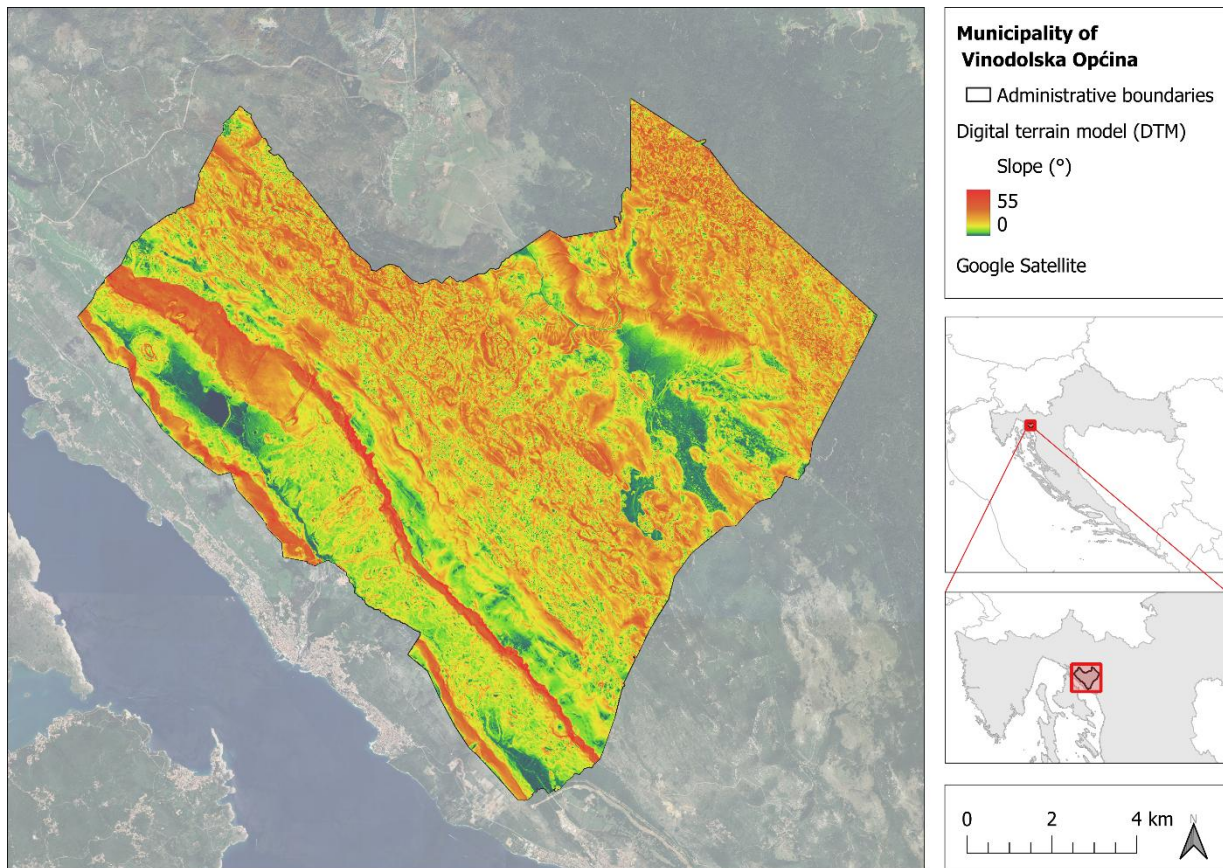 Municipality of
Vinodolska Općina
Administrative boundaries
Digital terrain model (DTM)
Slope (°)
55
0
Google Satellite
0 2 4 km
N